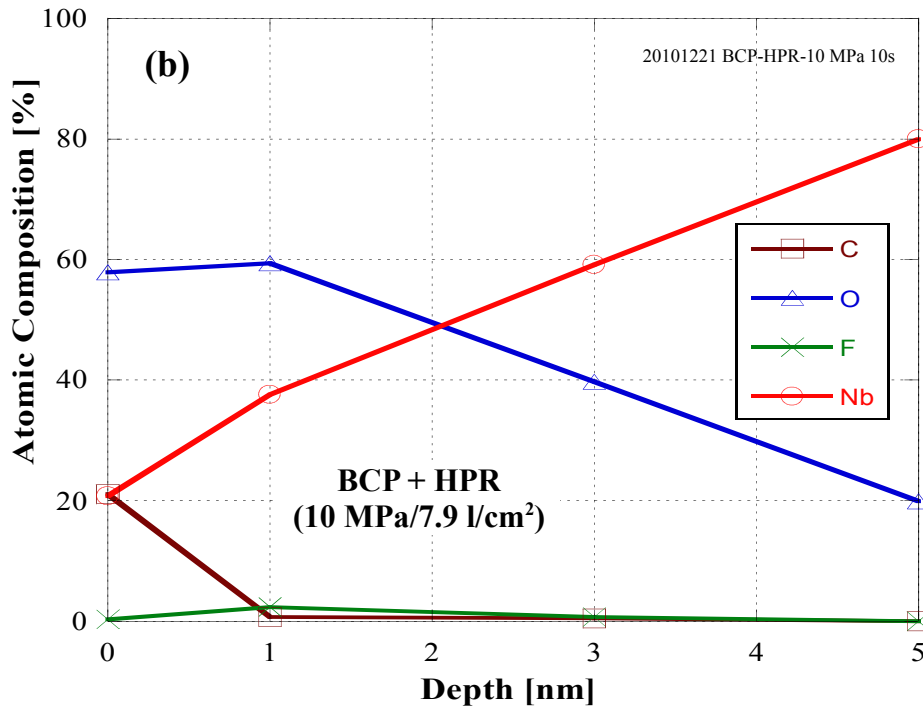 100
(b)
20101221 BCP-HPR-10 MPa 10s
80
60
40
20
0
Atomic Composition [%]
C
O
F
Nb
BCP + HPR
(10 MPa/7.9 l/cm²)
0 1 2 3 4 5
Depth [nm]